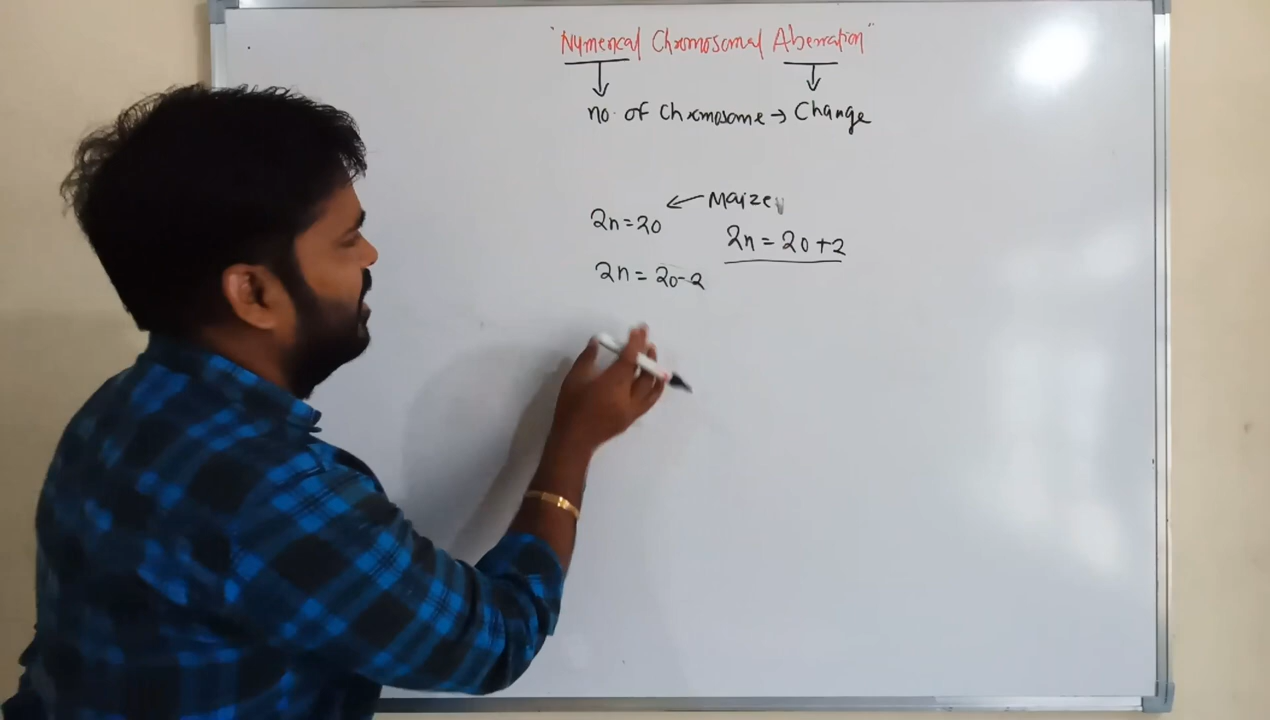 "Numerical Chromosomal Aberration"
no. of Chromosome → Change
2n = 20 ← Maize
2n = 20 + 2
2n = 20 - 2